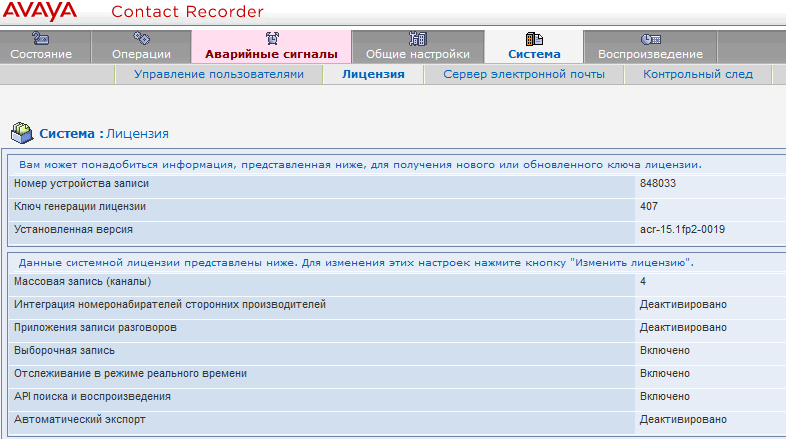 AVAYA Contact Recorder
Состояние Операции Аварийные сигналы Общие настройки Система Воспроизведение
Управление пользователями Лицензия Сервер электронной почты Контрольный след
Система : Лицензия
Вам может понадобиться информация, представленная ниже, для получения нового или обновленного ключа лицензии.
Номер устройства записи 848033
Ключ генерации лицензии 407
Установленная версия acr-15.1fp2-0019
Данные системной лицензии представлены ниже. Для изменения этих настроек нажмите кнопку "Изменить лицензию".
Массовая запись (каналы) 4
Интеграция номеронабирателей сторонних производителей Деактивировано
Приложения записи разговоров Деактивировано
Выборочная запись Включено
Отслеживание в режиме реального времени Включено
API поиска и воспроизведения Включено
Автоматический экспорт Деактивировано